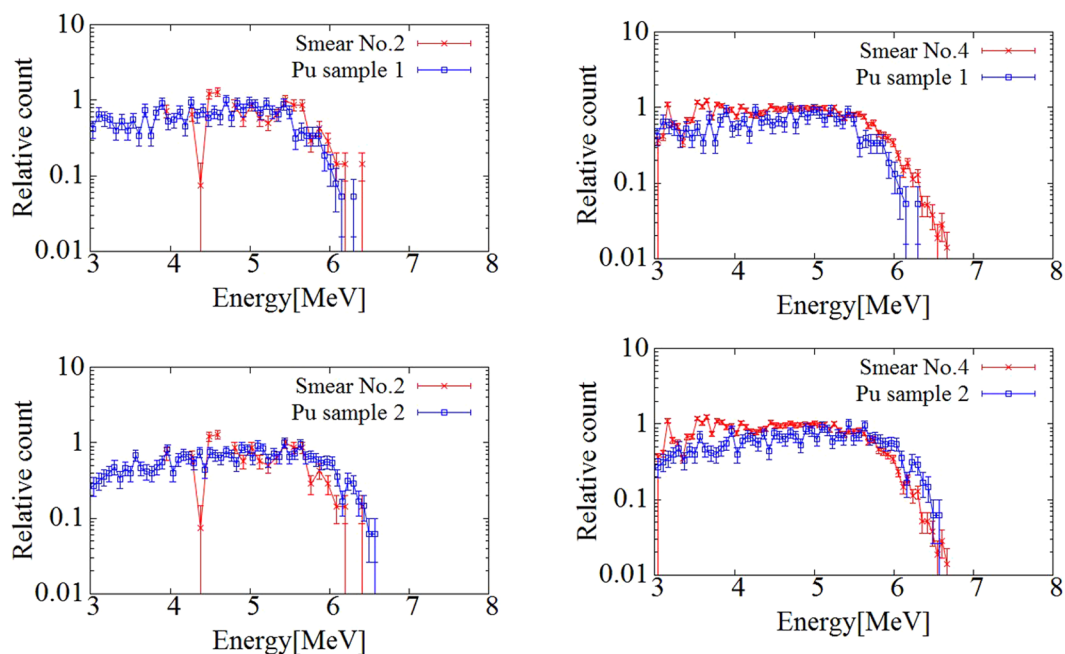 10
Smear No.2
Pu sample 1
1
0.1
0.01
Relative count
3 4 5 6 7 8
Energy[MeV]
10
Smear No.4
Pu sample 1
1
0.1
0.01
Relative count
3 4 5 6 7 8
Energy[MeV]
10
Smear No.2
Pu sample 2
1
0.1
0.01
Relative count
3 4 5 6 7 8
Energy[MeV]
10
Smear No.4
Pu sample 2
1
0.1
0.01
Relative count
3 4 5 6 7 8
Energy[MeV]